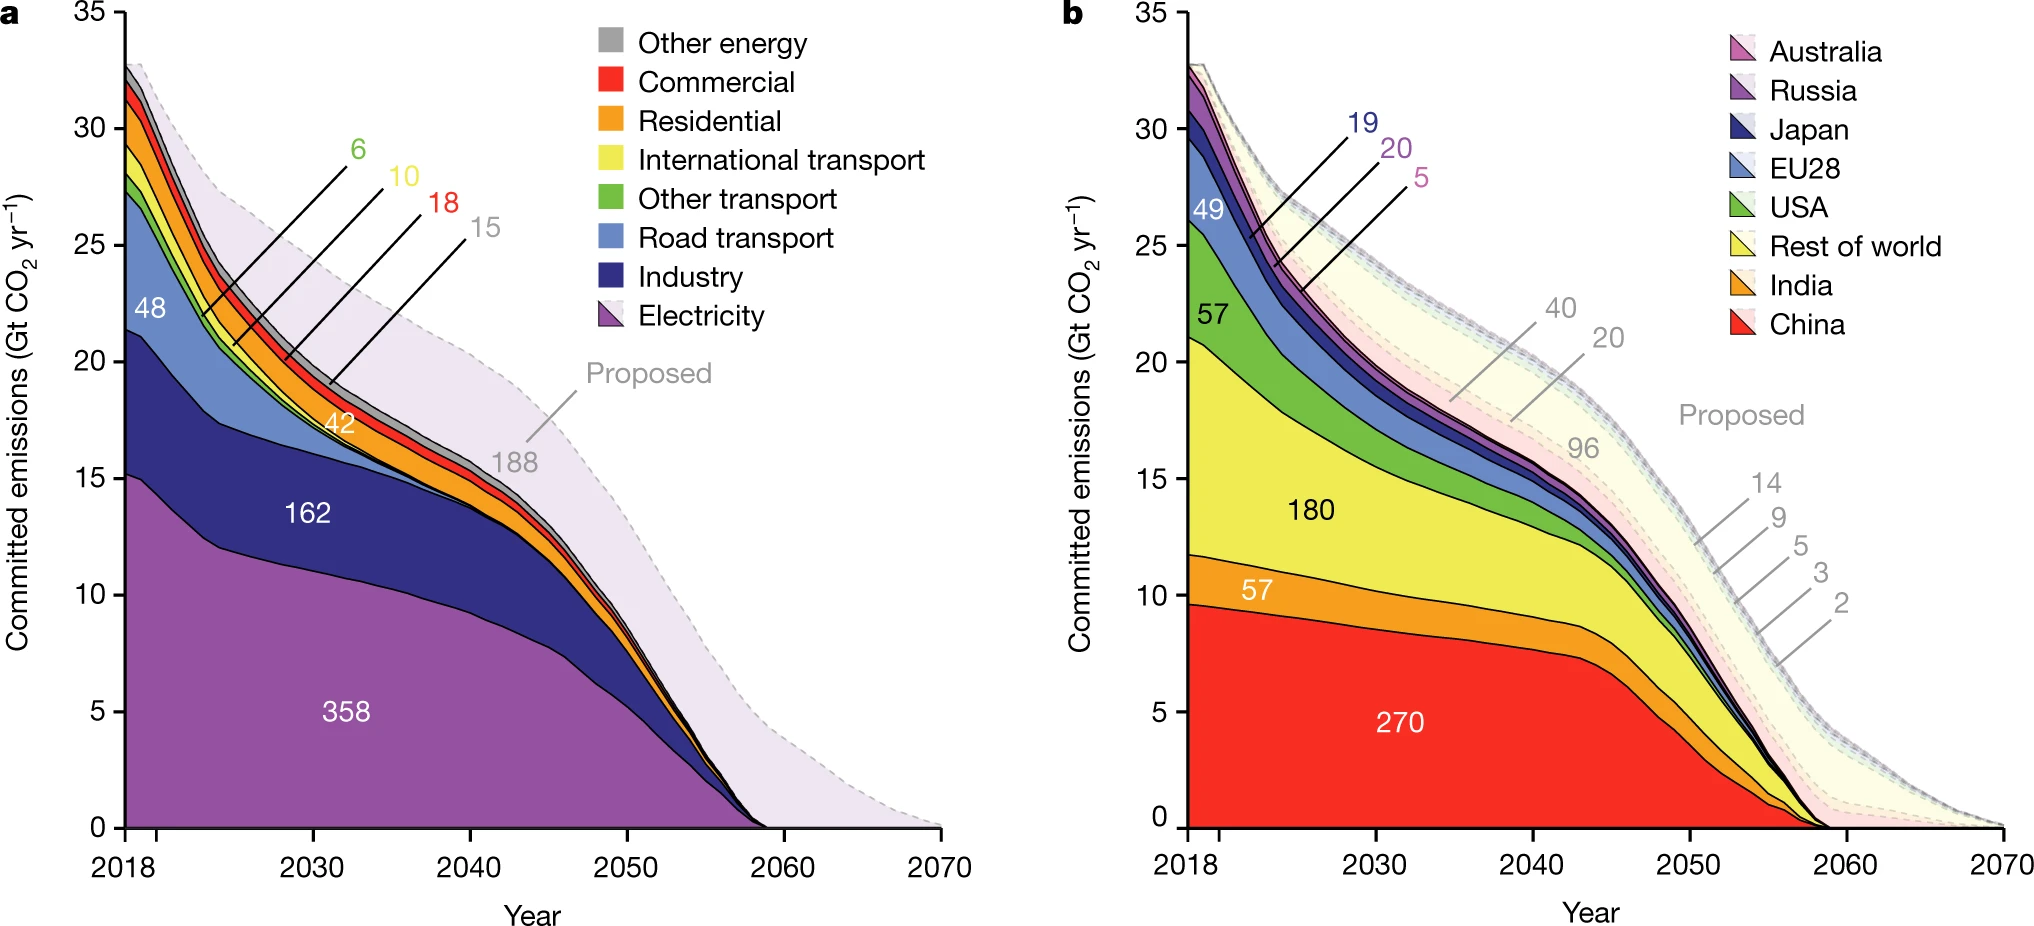 a
35
30
25
20
15
10
5
0
Committed emissions (Gt CO₂ yr⁻¹)
2018
2030
2040
2050
2060
2070
Year
Other energy
Commercial
Residential
International transport
Other transport
Road transport
Industry
Electricity
6
10
18
15
48
42
162
358
188
Proposed
b
35
30
25
20
15
10
5
0
Committed emissions (Gt CO₂ yr⁻¹)
2018
2030
2040
2050
2060
2070
Year
Australia
Russia
Japan
EU28
USA
Rest of world
India
China
19
20
5
49
57
180
57
270
40
20
96
Proposed
14
9
5
3
2